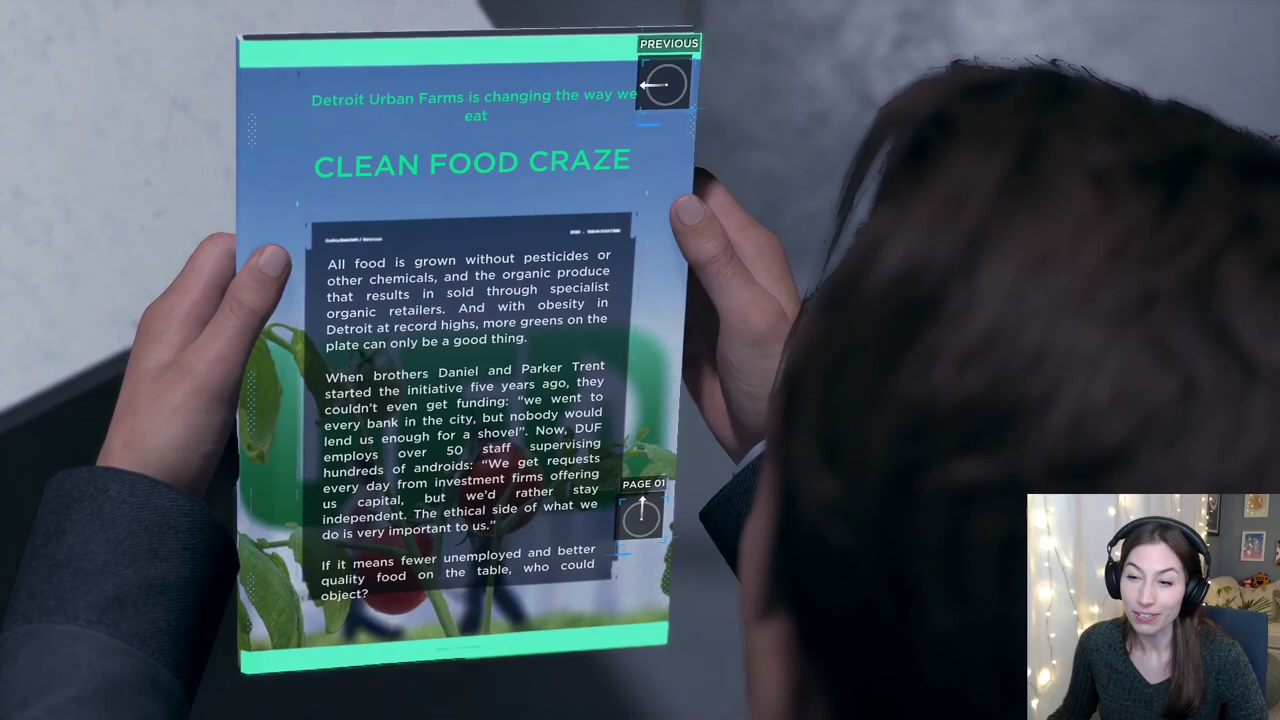 PREVIOUS
Detroit Urban Farms is changing the way we
eat
CLEAN FOOD CRAZE
All food is grown without pesticides or
other chemicals, and the organic produce
that results in sold through specialist
organic retailers. And with obesity in
Detroit at record highs, more greens on the
plate can only be a good thing.
When brothers Daniel and Parker Trent
started the initiative five years ago, they
couldn't even get funding: “we went to
every bank in the city, but nobody would
lend us enough for a shovel”. Now, DUF
employs over 50 staff supervising
hundreds of androids: “We get requests
every day from investment firms offering
us capital, but we'd rather stay
independent. The ethical side of what we
do is very important to us.”
PAGE 01
If it means fewer unemployed and better
quality food on the table, who could
object?